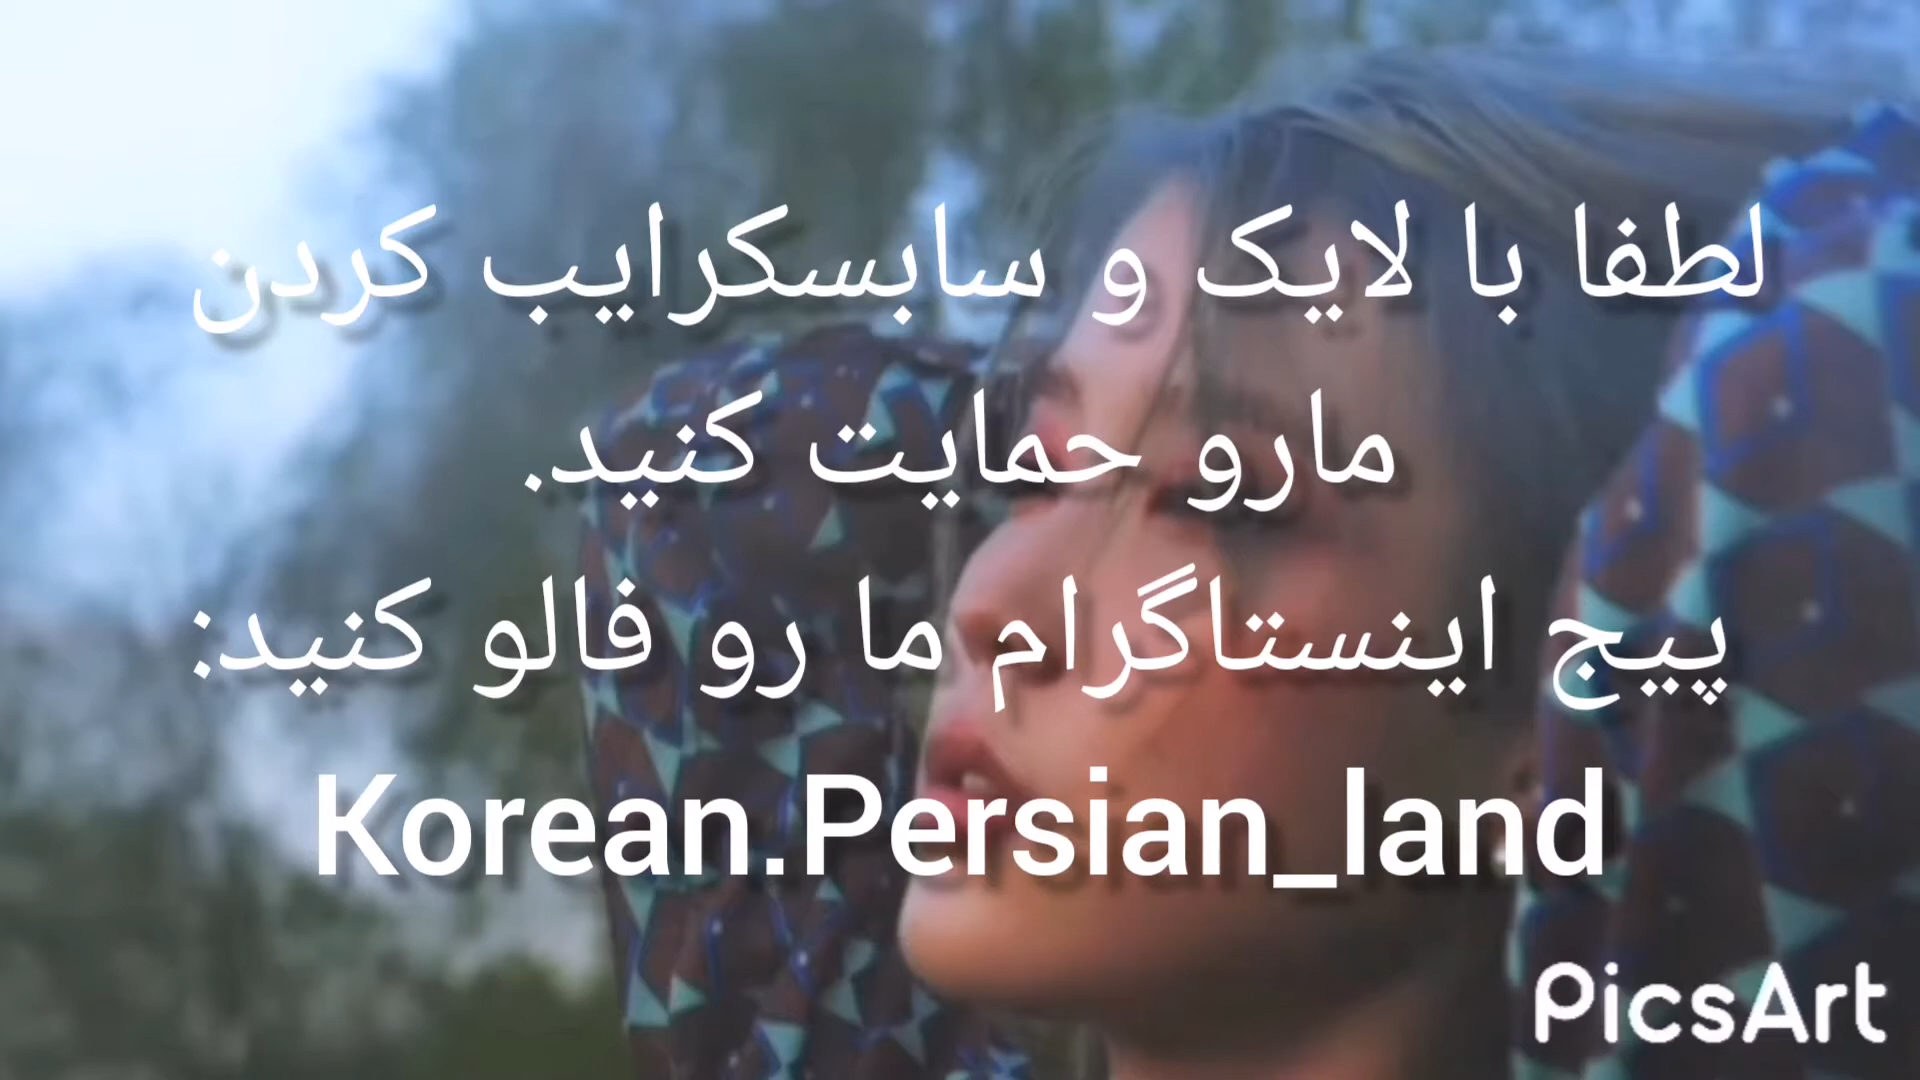 لطفا با لایک و سابسکرایب کردن
مارو حمایت کنید.
پیج اینستاگرام ما رو فالو کنید:
Korean.Persian_land
PicsArt